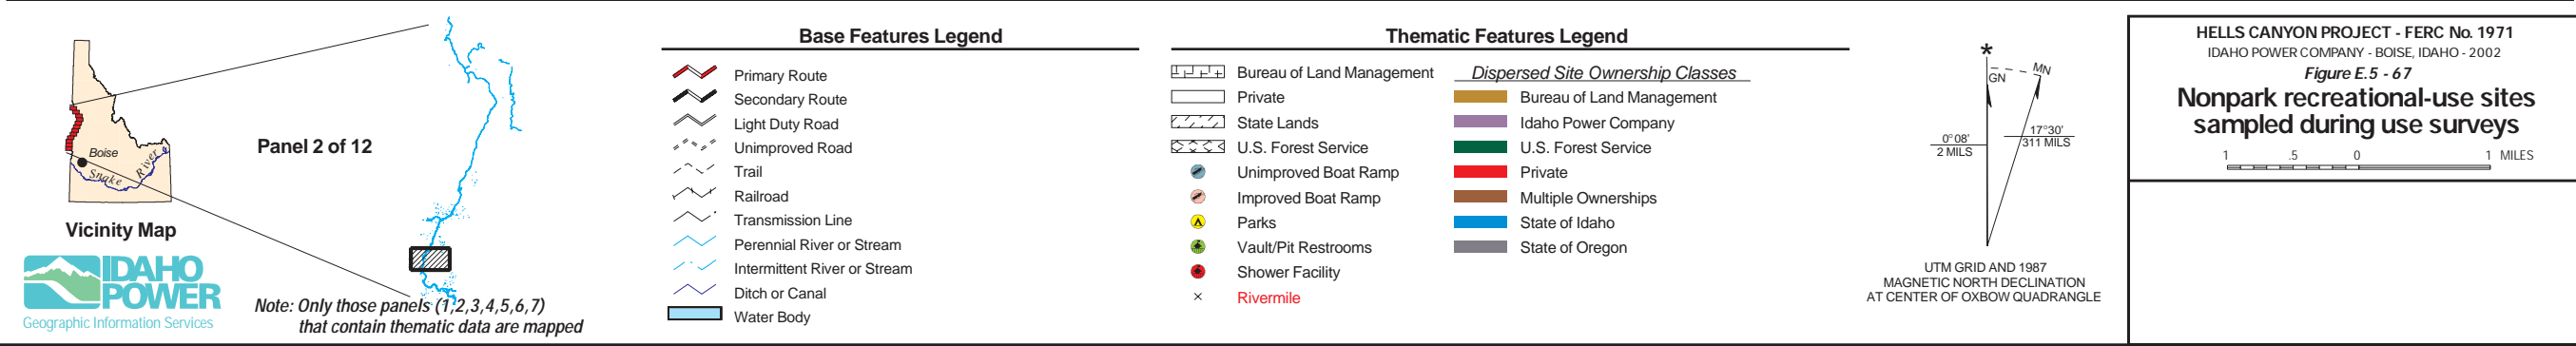 Boise
Snake River
Vicinity Map
IDAHO
POWER
Geographic Information Services
Panel 2 of 12
Note: Only those panels (1,2,3,4,5,6,7)
that contain thematic data are mapped
Base Features Legend
Primary Route
Secondary Route
Light Duty Road
Unimproved Road
Trail
Railroad
Transmission Line
Perennial River or Stream
Intermittent River or Stream
Ditch or Canal
Water Body
Thematic Features Legend
Bureau of Land Management
Private
State Lands
U.S. Forest Service
Unimproved Boat Ramp
Improved Boat Ramp
Parks
Vault/Pit Restrooms
Shower Facility
Rivermile
Dispersed Site Ownership Classes
Bureau of Land Management
Idaho Power Company
U.S. Forest Service
Private
Multiple Ownerships
State of Idaho
State of Oregon
*
GN
MN
0°08'
2 MILS
17°30'
311 MILS
UTM GRID AND 1987
MAGNETIC NORTH DECLINATION
AT CENTER OF OXBOW QUADRANGLE
HELLS CANYON PROJECT - FERC No. 1971
IDAHO POWER COMPANY - BOISE, IDAHO - 2002
Figure E.5 - 67
Nonpark recreational-use sites
sampled during use surveys
1 .5 0 1 MILES